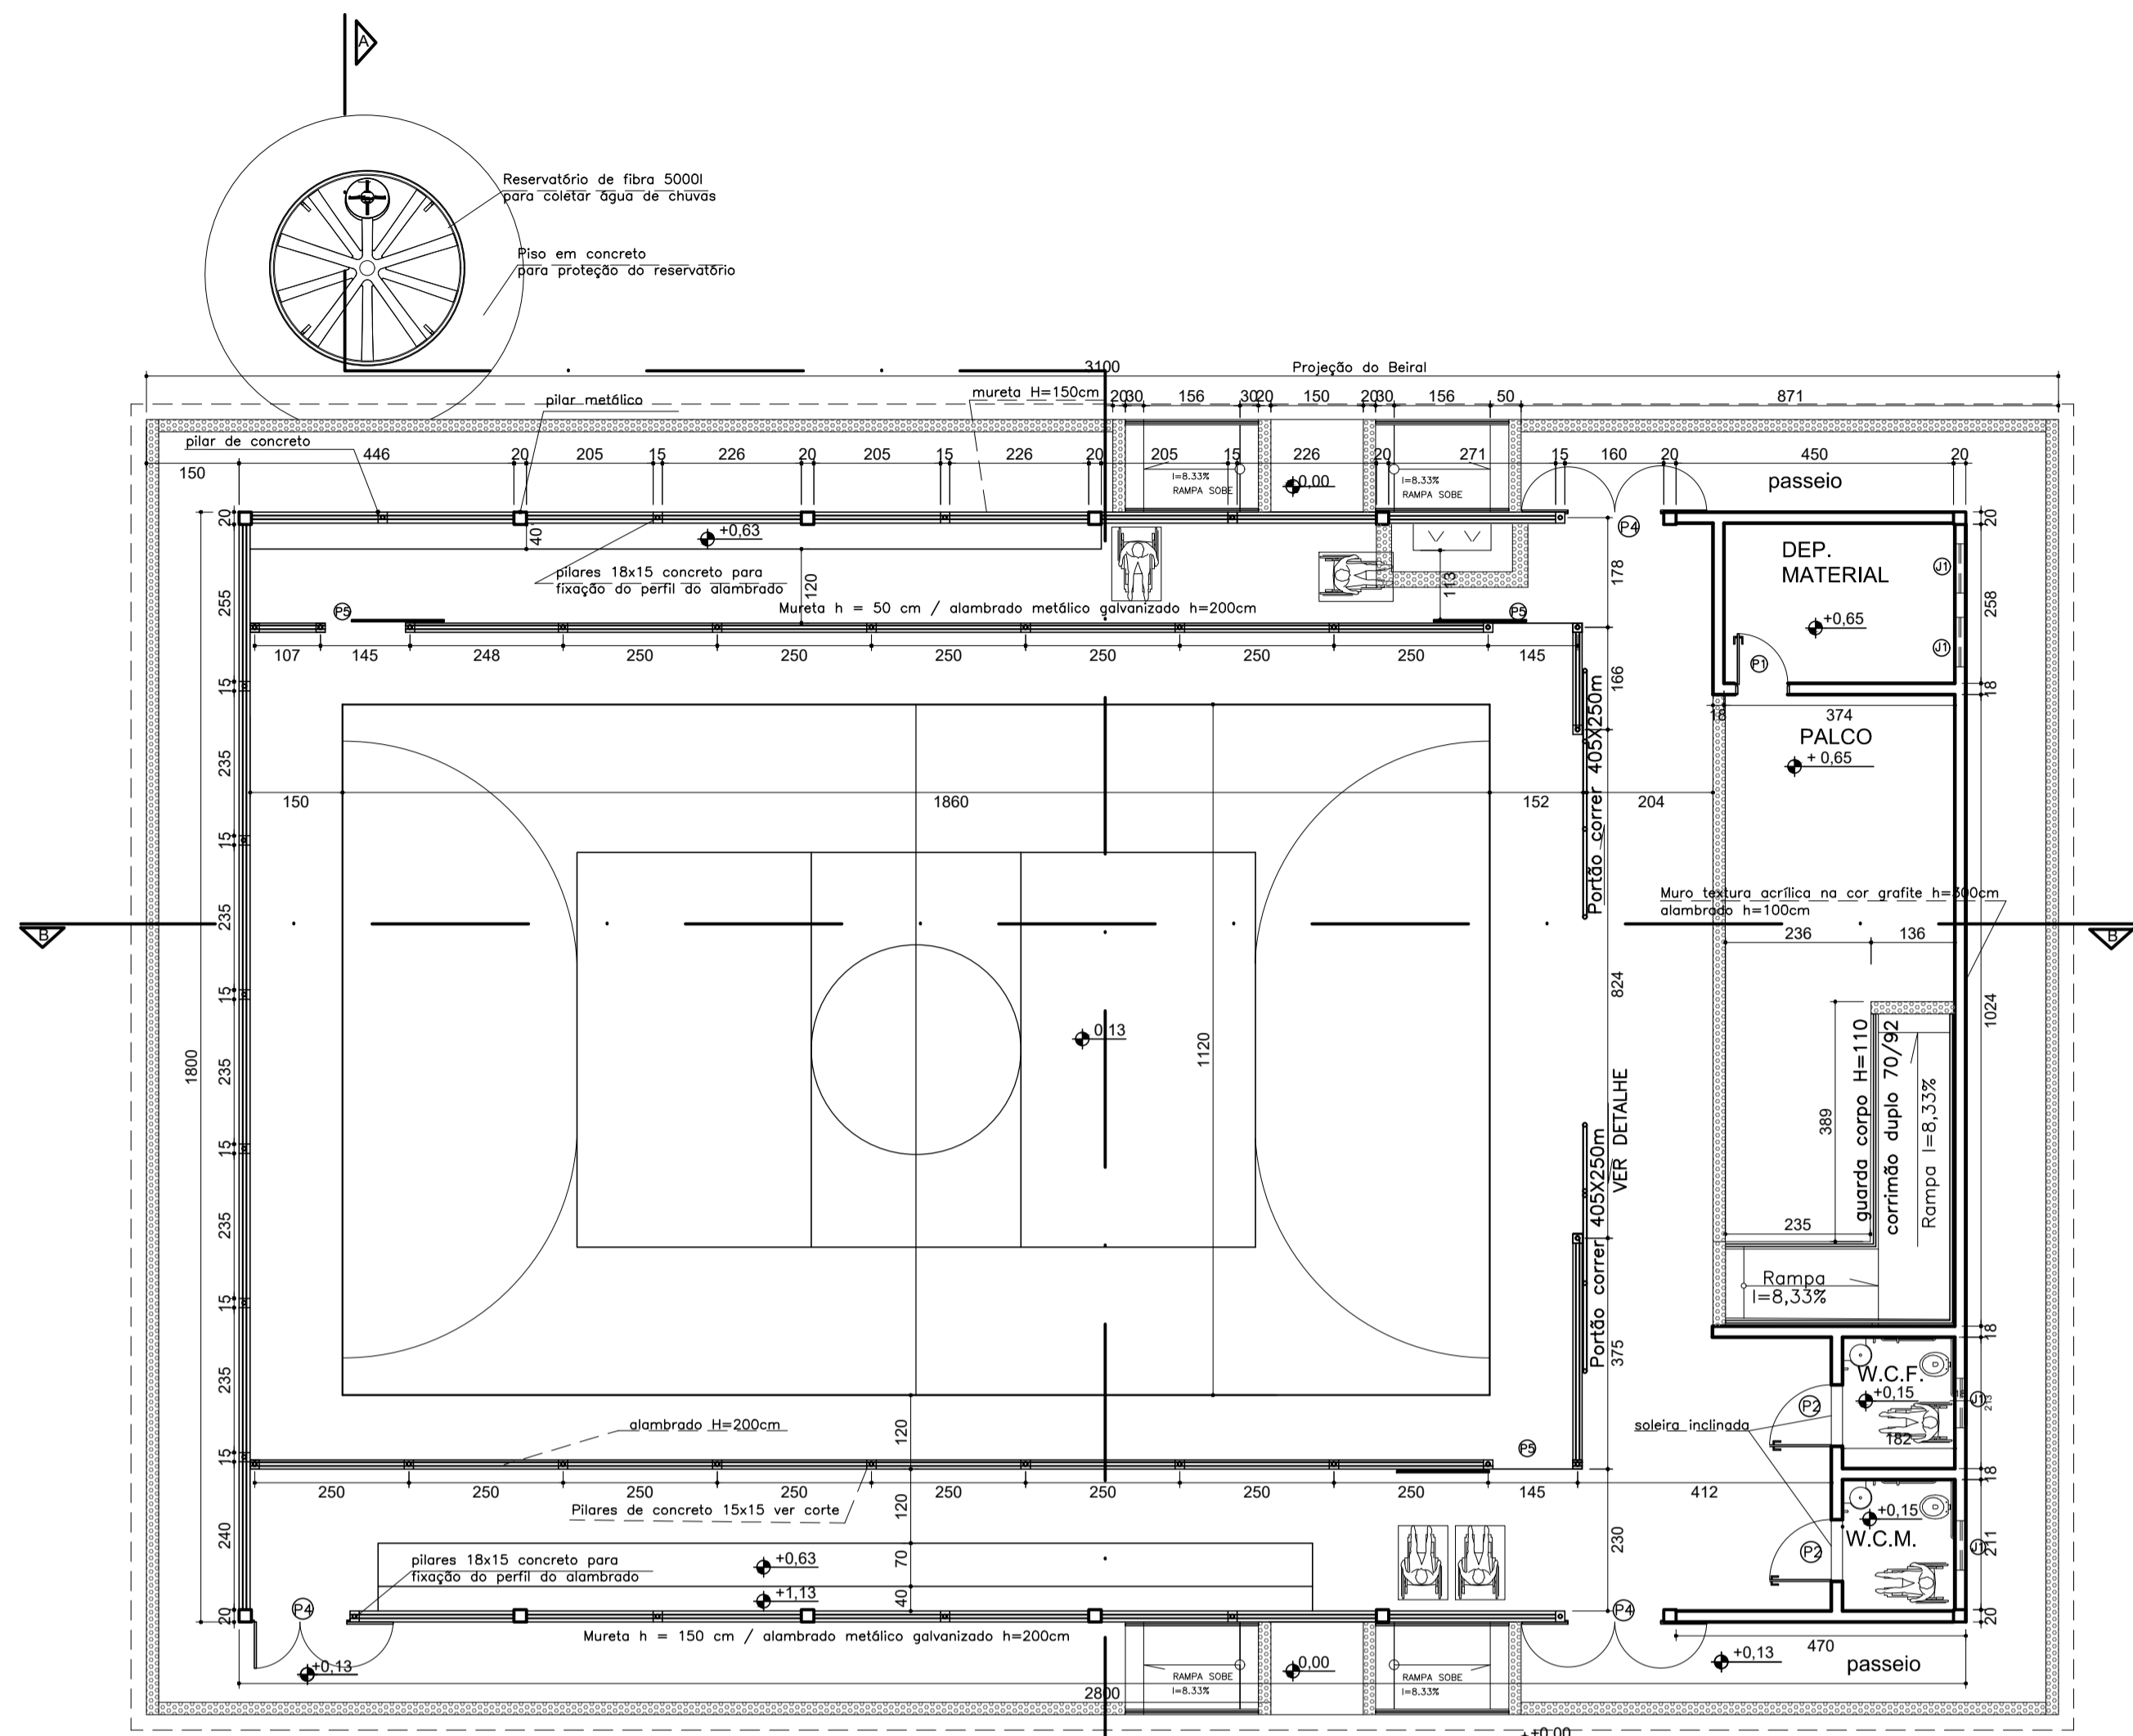 A
Reservatório de fibra 5000l
para coletar água de chuvas
Piso em concreto
para proteção do reservatório
3100
Projeção do Beiral
pilar metálico
mureta H=150cm
20 30 156 30 20 150 20 30 156 50 871
pilar de concreto
150 446 20 205 15 226 20 205 15 226 20 205 15 226 20 271 15 160 20 450 20
passeio
I=8.33%
RAMPA SOBE
+0,00
I=8.33%
RAMPA SOBE
20
40
+0,63
P4
20
DEP.
MATERIAL
J1
pilares 18x15 concreto para
fixação do perfil do alambrado
120
113
178
255
P5
Mureta h = 50 cm / alambrado metálico galvanizado h=200cm
P5
258
+0,65
J1
107 145 248 250 250 250 250 250 250 145
P1
15
166
18
18
374
PALCO
+ 0,65
235
Portão correr 405X250m
150
1860
152
204
15
Muro textura acrílica na cor grafite h=300cm
alambrado h=100cm
235
B
B
236
136
15
824
1024
0,13
1120
1800
235
VER DETALHE
389
guarda corpo H=110
corrimão duplo 70/92
Rampa I=8,33%
15
Portão correr 405X250m
235
235
Rampa
I=8,33%
15
375
18
W.C.F.
+0,15
J1
213
P2
235
alambrado H=200cm
120
soleira inclinada
182
P5
15
18
250 250 250 250 250 250 250 250 145
412
Pilares de concreto 15x15 ver corte
120
+0,15
W.C.M.
J1
211
P2
240
230
pilares 18x15 concreto para
fixação do perfil do alambrado
+0,63
70
+1,13
40
20
P4
P4
20
Mureta h = 150 cm / alambrado metálico galvanizado h=200cm
470
+0,13
+0,13
passeio
RAMPA SOBE
I=8.33%
+0,00
RAMPA SOBE
I=8.33%
2800
++0,00